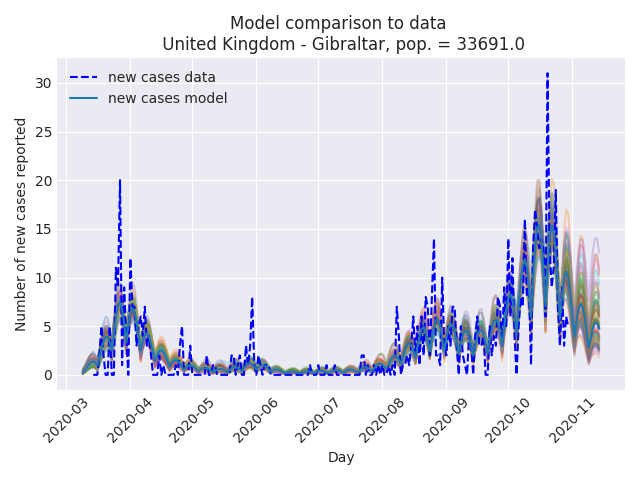 Model comparison to data
United Kingdom - Gibraltar, pop. = 33691.0
new cases data
new cases model
Number of new cases reported
30
25
20
15
10
5
0
2020-03
2020-04
2020-05
2020-06
2020-07
2020-08
2020-09
2020-10
2020-11
Day